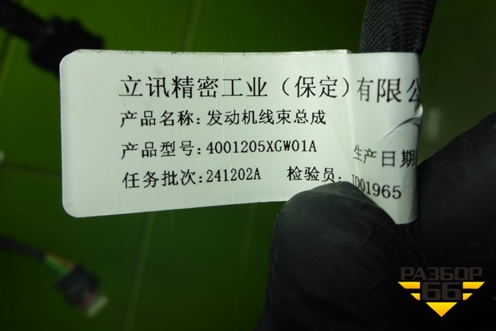 立讯精密工业（保定）有限公
产品名称: 发动机线束总成
产品型号: 4001205XGW01A 生产日期
任务批次: 241202A 检验员: TD01965
РАЗБОР
66